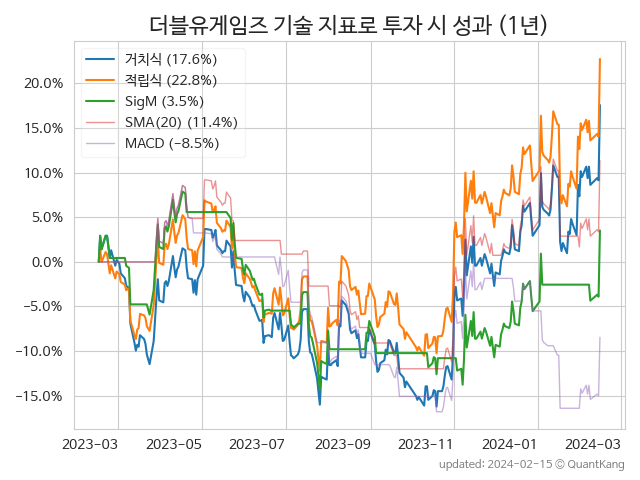 더블유게임즈 기술 지표로 투자 시 성과 (1년)
거치식 (17.6%)
적립식 (22.8%)
SigM (3.5%)
SMA(20) (11.4%)
MACD (−8.5%)
20.0%
15.0%
10.0%
5.0%
0.0%
−5.0%
−10.0%
−15.0%
2023-03 2023-05 2023-07 2023-09 2023-11 2024-01 2024-03
updated: 2024-02-15 © QuantKang